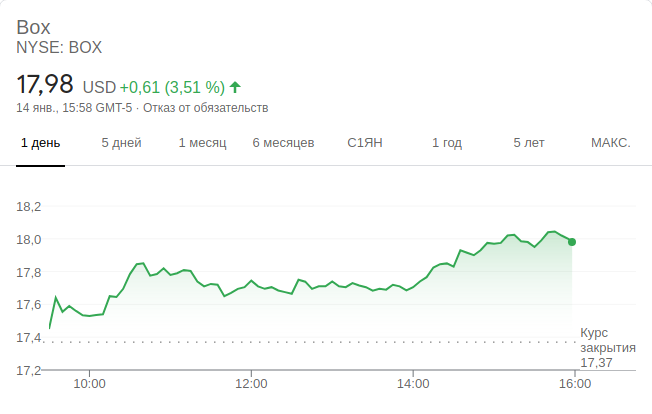 Box
NYSE: BOX
17,98 USD +0,61 (3,51 %)
14 янв., 15:58 GMT-5 · Отказ от обязательств
1 день 5 дней 1 месяц 6 месяцев С1ЯН 1 год 5 лет МАКС.
18,2
18,0
17,8
17,6
17,4
17,2
Курс
закрытия
17,37
10:00 12:00 14:00 16:00